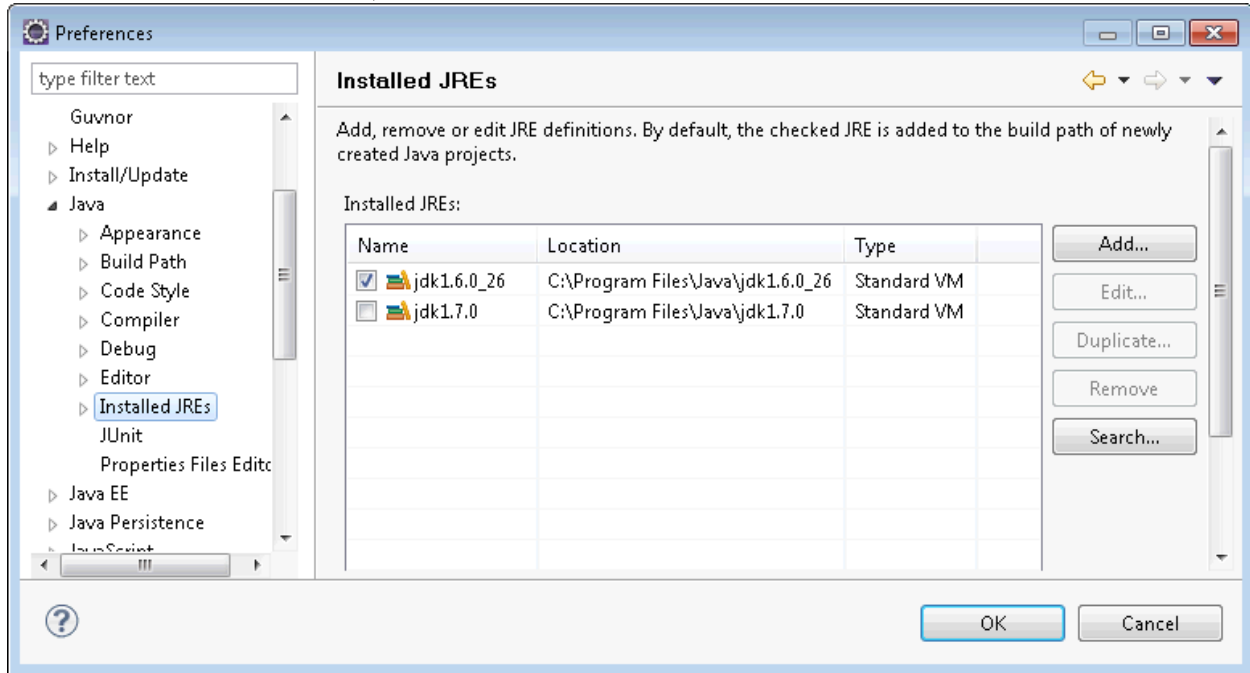 Preferences
type filter text
Guvnor
Help
Install/Update
Java
Appearance
Build Path
Code Style
Compiler
Debug
Editor
Installed JREs
JUnit
Properties Files Edito
Java EE
Java Persistence
JavaScript
Installed JREs
Add, remove or edit JRE definitions. By default, the checked JRE is added to the build path of newly
created Java projects.
Installed JREs:
Name Location Type
jdk1.6.0_26 C:\Program Files\Java\jdk1.6.0_26 Standard VM
jdk1.7.0 C:\Program Files\Java\jdk1.7.0 Standard VM
Add...
Edit...
Duplicate...
Remove
Search...
OK Cancel